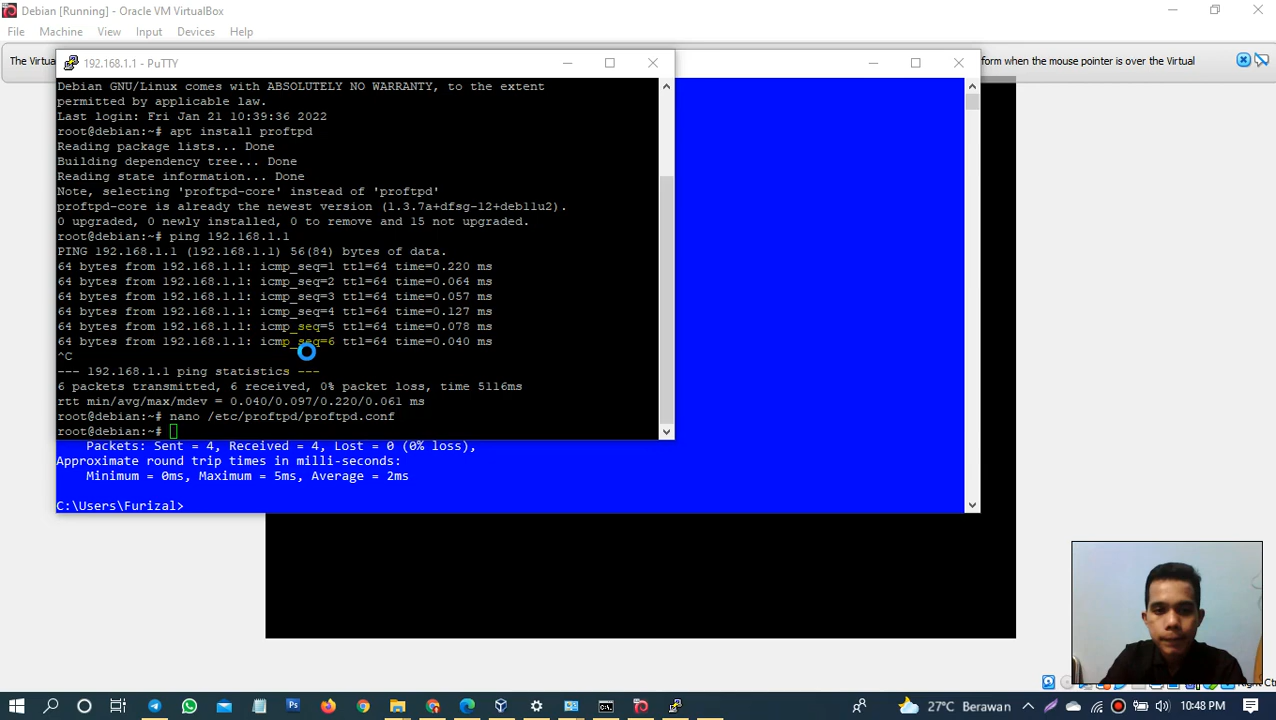 Debian [Running] - Oracle VM VirtualBox
File Machine View Input Devices Help
The Virtual
form when the mouse pointer is over the Virtual
192.168.1.1 - PuTTY
Debian GNU/Linux comes with ABSOLUTELY NO WARRANTY, to the extent
permitted by applicable law.
Last login: Fri Jan 21 10:39:36 2022
root@debian:~# apt install proftpd
Reading package lists... Done
Building dependency tree... Done
Reading state information... Done
Note, selecting 'proftpd-core' instead of 'proftpd'
proftpd-core is already the newest version (1.3.7a+dfsg-12+deb11u2).
0 upgraded, 0 newly installed, 0 to remove and 15 not upgraded.
root@debian:~# ping 192.168.1.1
PING 192.168.1.1 (192.168.1.1) 56(84) bytes of data.
64 bytes from 192.168.1.1: icmp_seq=1 ttl=64 time=0.220 ms
64 bytes from 192.168.1.1: icmp_seq=2 ttl=64 time=0.064 ms
64 bytes from 192.168.1.1: icmp_seq=3 ttl=64 time=0.057 ms
64 bytes from 192.168.1.1: icmp_seq=4 ttl=64 time=0.127 ms
64 bytes from 192.168.1.1: icmp_seq=5 ttl=64 time=0.078 ms
64 bytes from 192.168.1.1: icmp_seq=6 ttl=64 time=0.040 ms
^C
--- 192.168.1.1 ping statistics ---
6 packets transmitted, 6 received, 0% packet loss, time 5116ms
rtt min/avg/max/mdev = 0.040/0.097/0.220/0.061 ms
root@debian:~# nano /etc/proftpd/proftpd.conf
root@debian:~#
Packets: Sent = 4, Received = 4, Lost = 0 (0% loss),
Approximate round trip times in milli-seconds:
Minimum = 0ms, Maximum = 5ms, Average = 2ms
C:\Users\Furizal>
Right Ctrl
27°C Berawan
10:48 PM